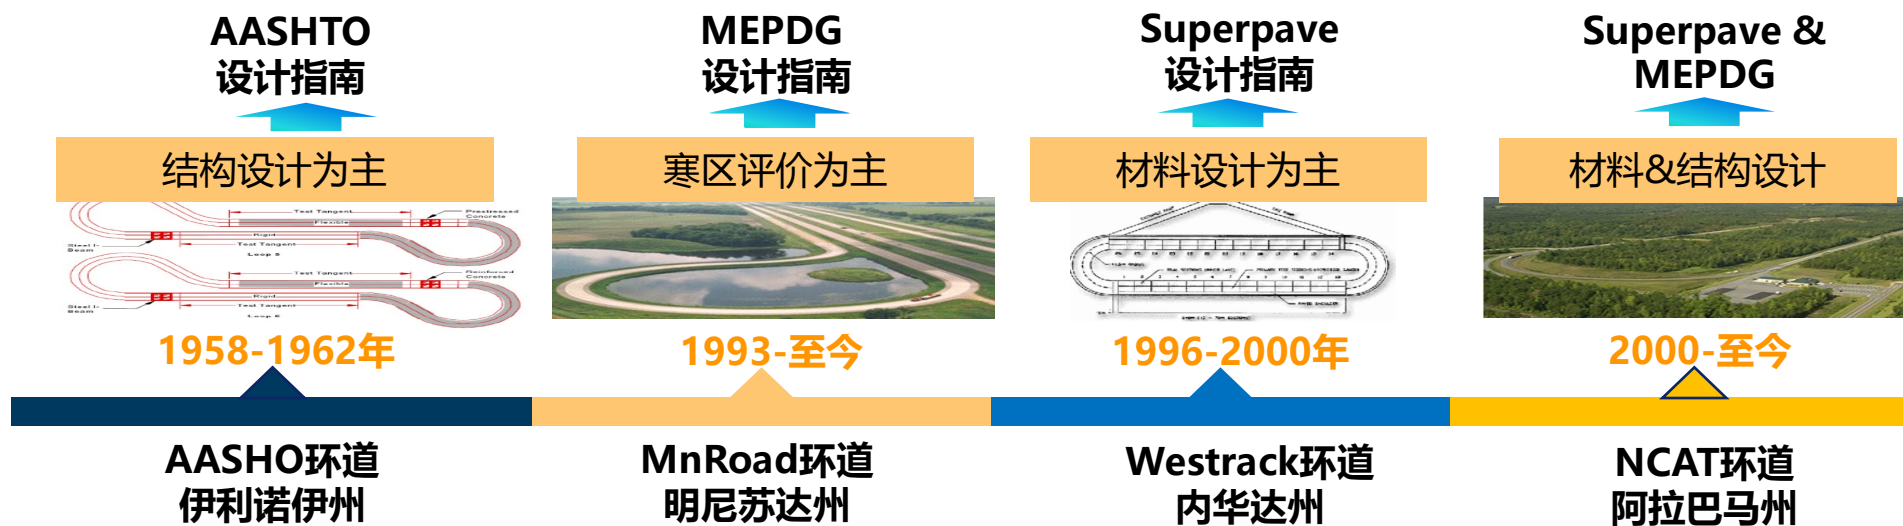 AASHTO
设计指南
MEPDG
设计指南
Superpave
设计指南
Superpave &
MEPDG
结构设计为主
寒区评价为主
材料设计为主
材料&结构设计
Test Tangent
Prestressed
Concrete
Flexible
Rigid
Steel I-
Beam
Test Tangent
Loop 5
Test Tangent
Reinforced
Concrete
Flexible
Rigid
Steel I-
Beam
Test Tangent
Loop 6
1958-1962年
1993-至今
1996-2000年
2000-至今
AASHO环道
伊利诺伊州
MnRoad环道
明尼苏达州
Westrack环道
内华达州
NCAT环道
阿拉巴马州